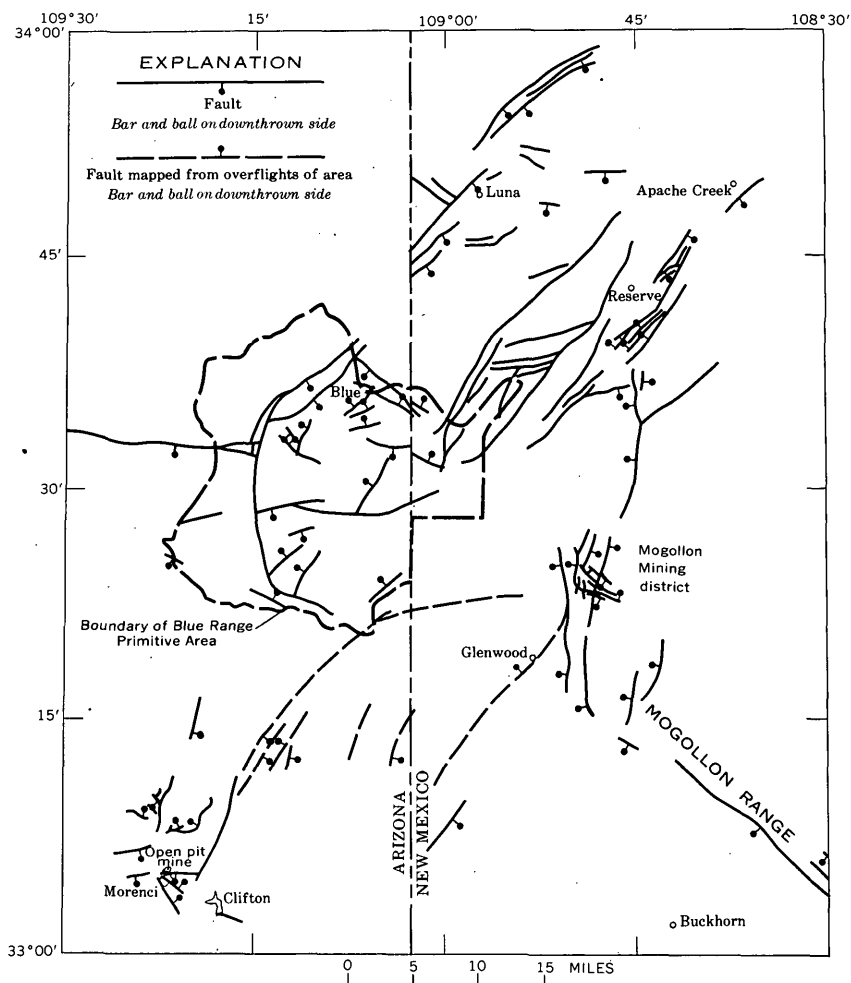 109°30' 15' 109°00' 45' 108°30'
34°00'
EXPLANATION
Fault
Bar and ball on downthrown side
Fault mapped from overflights of area
Bar and ball on downthrown side
Luna
Apache Creek
45'
Reserve
Blue
30'
Mogollon
Mining
district
Boundary of Blue Range
Primitive Area
Glenwood
15'
MOGOLLON RANGE
ARIZONA
NEW MEXICO
Open pit
mine
Morenci
Clifton
Buckhorn
33°00'
0 5 10 15 MILES